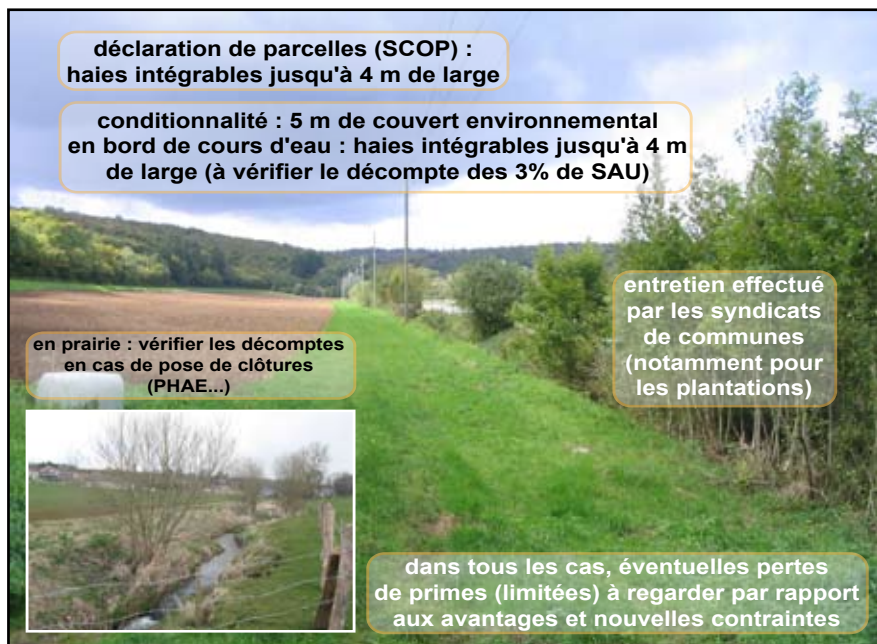 déclaration de parcelles (SCOP) :
haies intégrables jusqu'à 4 m de large
conditionnalité : 5 m de couvert environnemental
en bord de cours d'eau : haies intégrables jusqu'à 4 m
de large (à vérifier le décompte des 3% de SAU)
entretien effectué
par les syndicats
de communes
(notamment pour
les plantations)
en prairie : vérifier les décomptes
en cas de pose de clôtures
(PHAE...)
dans tous les cas, éventuelles pertes
de primes (limitées) à regarder par rapport
aux avantages et nouvelles contraintes